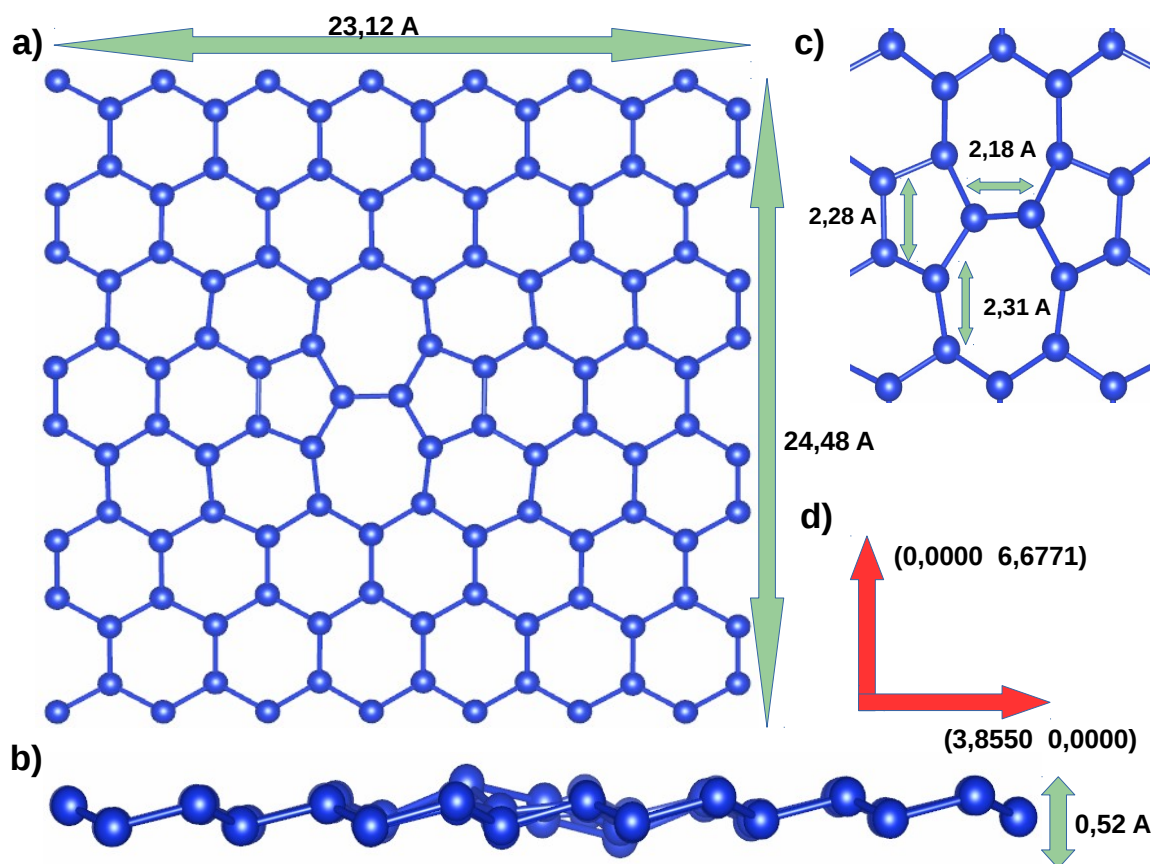 a)
23,12 A
c)
2,18 A
2,28 A
2,31 A
24,48 A
d)
(0,0000 6,6771)
(3,8550 0,0000)
b)
0,52 A